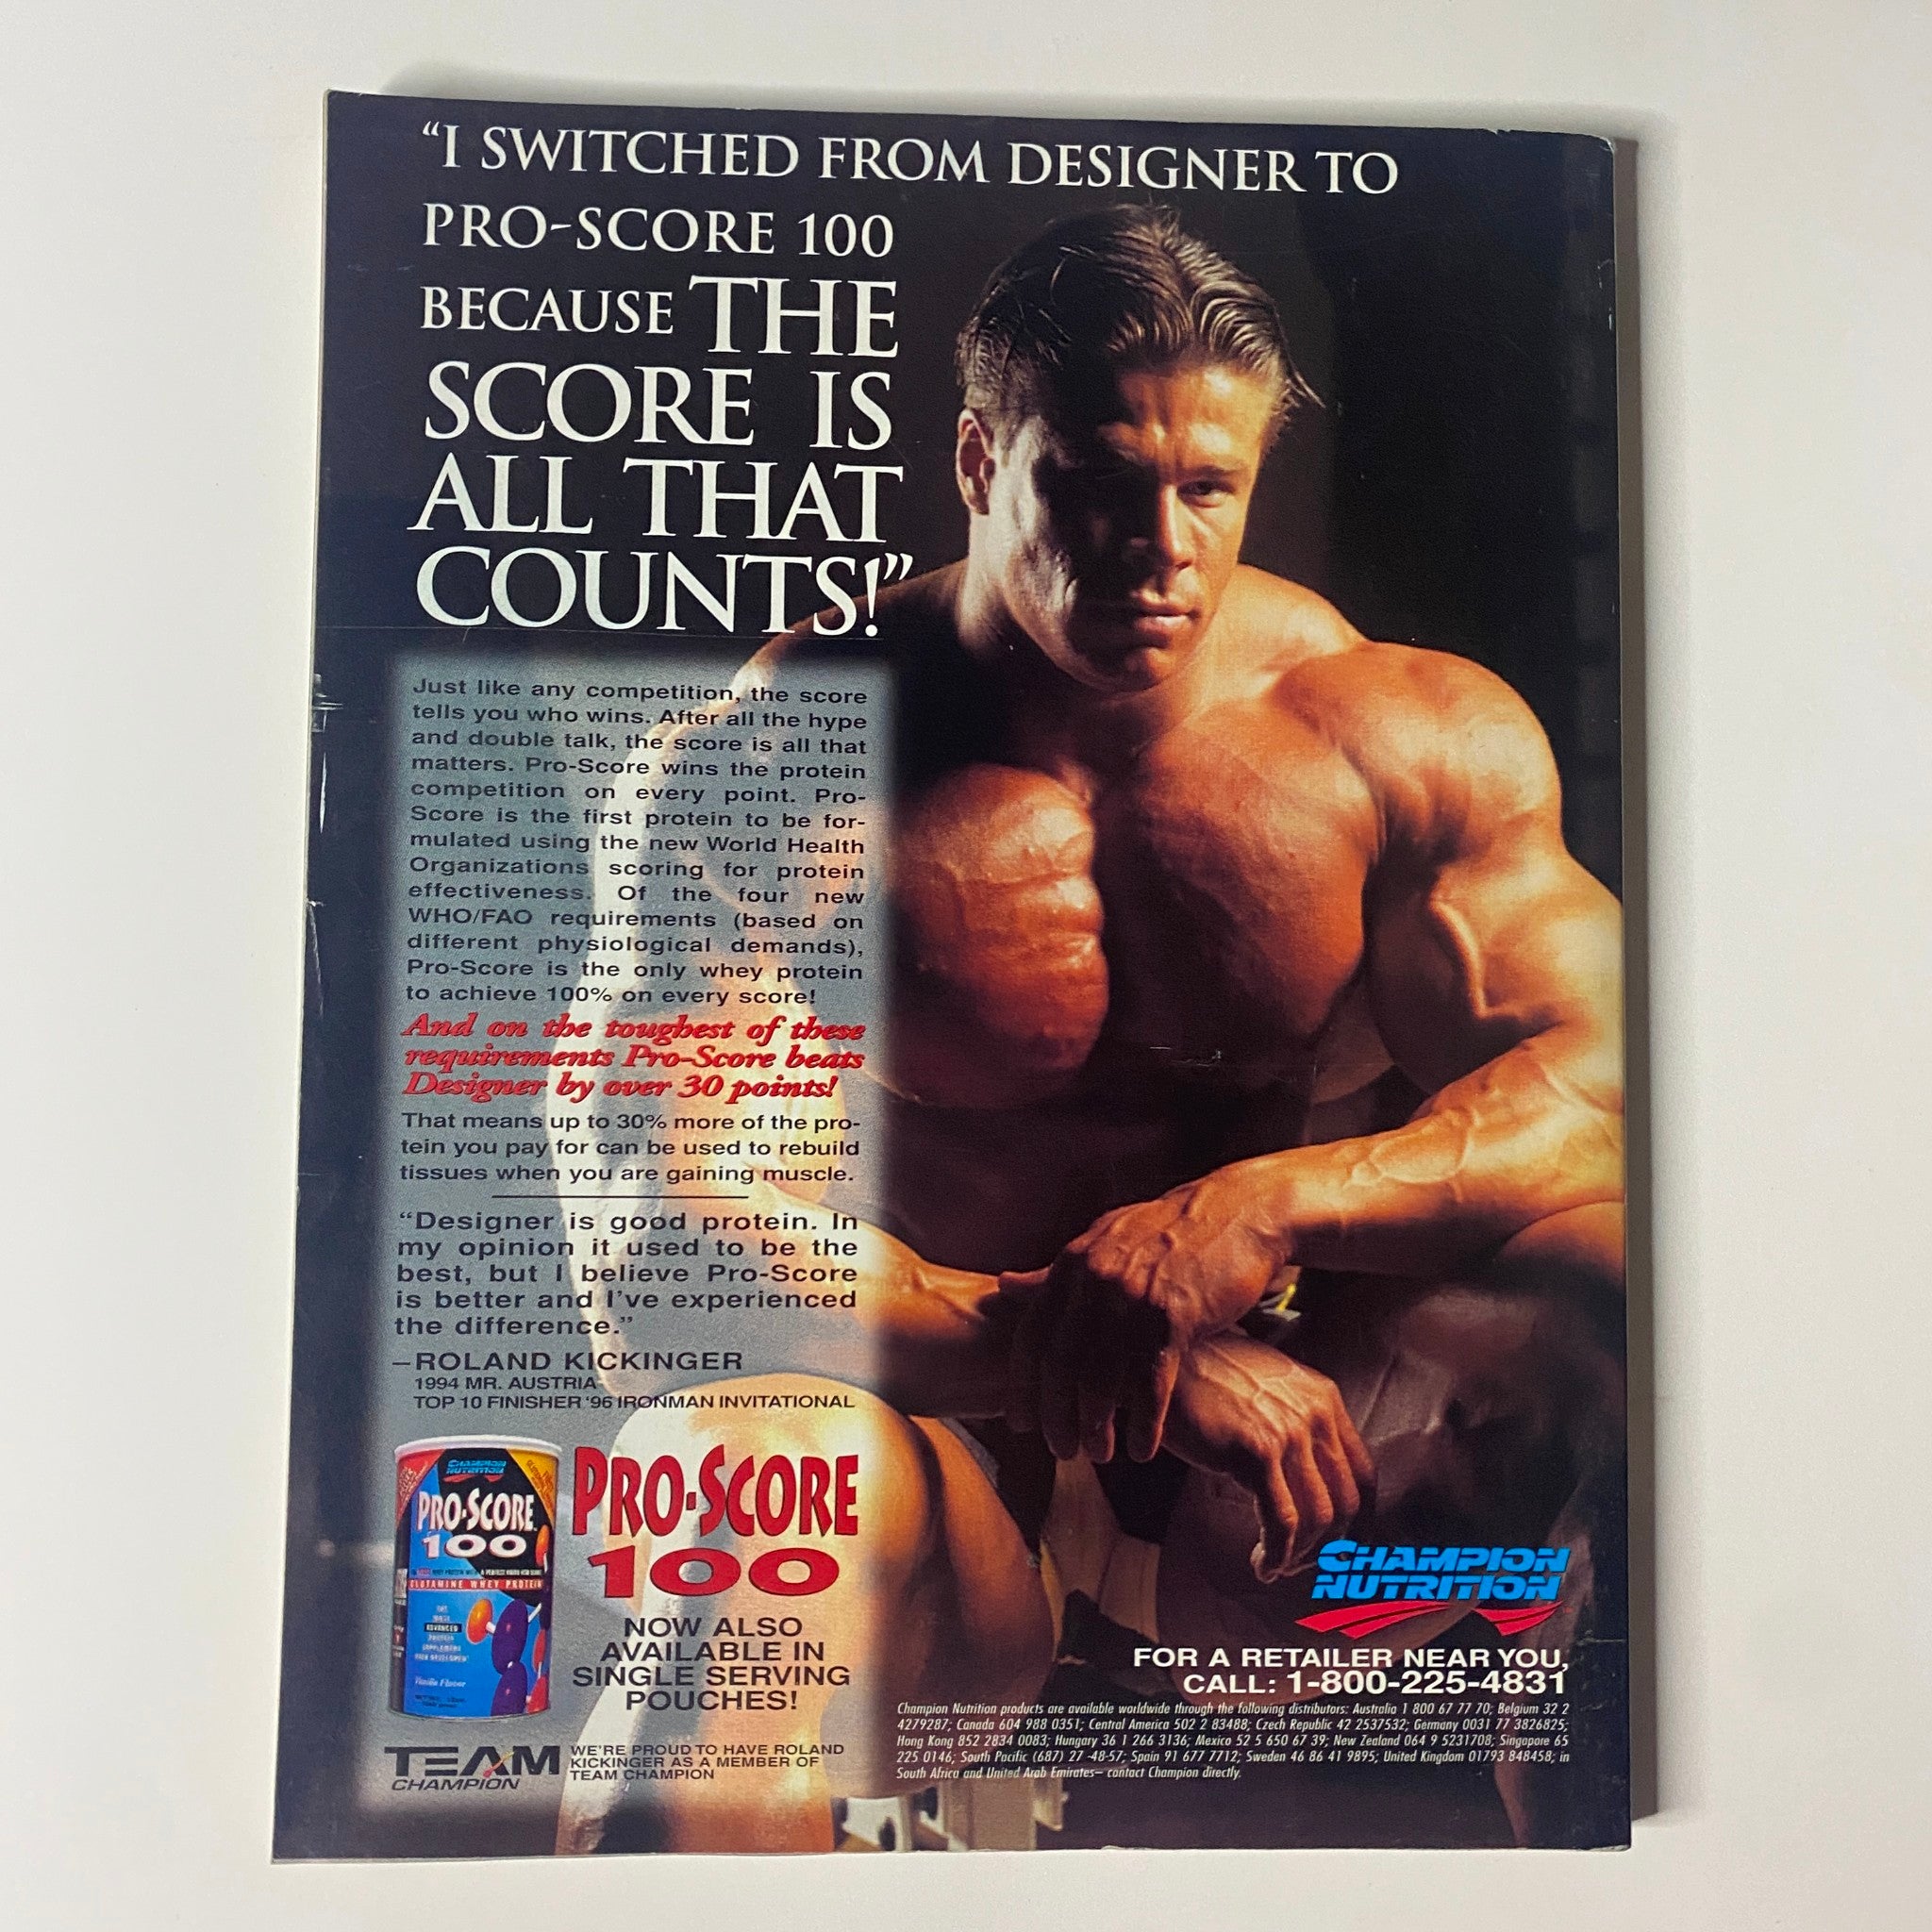 “I SWITCHED FROM DESIGNER TO
PRO-SCORE 100
BECAUSE THE
SCORE IS
ALL THAT
COUNTS!”
Just like any competition, the score
tells you who wins. After all the hype
and double talk, the score is all that
matters. Pro-Score wins the protein
competition on every point. Pro-
Score is the first protein to be for-
mulated using the new World Health
Organizations scoring for protein
effectiveness. Of the four new
WHO/FAO requirements (based on
different physiological demands),
Pro-Score is the only whey protein
to achieve 100% on every score!
And on the toughest of these
requirements Pro-Score beats
Designer by over 30 points!
That means up to 30% more of the pro-
tein you pay for can be used to rebuild
tissues when you are gaining muscle.
“Designer is good protein. In
my opinion it used to be the
best, but I believe Pro-Score
is better and I’ve experienced
the difference.”
–ROLAND KICKINGER
1994 MR. AUSTRIA
TOP 10 FINISHER ’96 IRONMAN INVITATIONAL
CHAMPION
NUTRITION
PRO·SCORE™
100
GLUTAMINE WHEY PROTEIN
ADVANCED
Vanilla Flavor
PRO·SCORE
100
NOW ALSO
AVAILABLE IN
SINGLE SERVING
POUCHES!
TEAM
CHAMPION
WE’RE PROUD TO HAVE ROLAND
KICKINGER AS A MEMBER OF
TEAM CHAMPION
CHAMPION
NUTRITION
FOR A RETAILER NEAR YOU,
CALL: 1-800-225-4831
Champion Nutrition products are available worldwide through the following distributors: Australia 1 800 67 77 70; Belgium 32 2
4279287; Canada 604 988 0351; Central America 502 2 83488; Czech Republic 42 2537532; Germany 0031 77 3826825;
Hong Kong 852 2834 0083; Hungary 36 1 266 3136; Mexico 52 5 650 67 39; New Zealand 064 9 5231708; Singapore 65
225 0146; South Pacific (687) 27 -48-57; Spain 91 677 7712; Sweden 46 86 41 9895; United Kingdom 01793 848458; in
South Africa and United Arab Emirates– contact Champion directly.